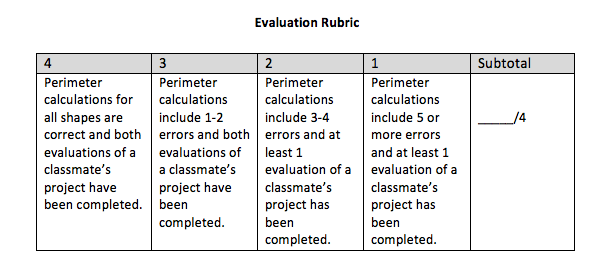 Evaluation Rubric
4 3 2 1 Subtotal
Perimeter
calculations for
all shapes are
correct and both
evaluations of a
classmate's
project have
been completed.
Perimeter
calculations
include 1-2
errors and both
evaluations of
a classmate's
project have
been
completed.
Perimeter
calculations
include 3-4
errors and at
least 1
evaluation of a
classmate's
project has
been
completed.
Perimeter
calculations
include 5 or
more errors
and at least 1
evaluation of a
classmate's
project has
been
completed.
_____/4